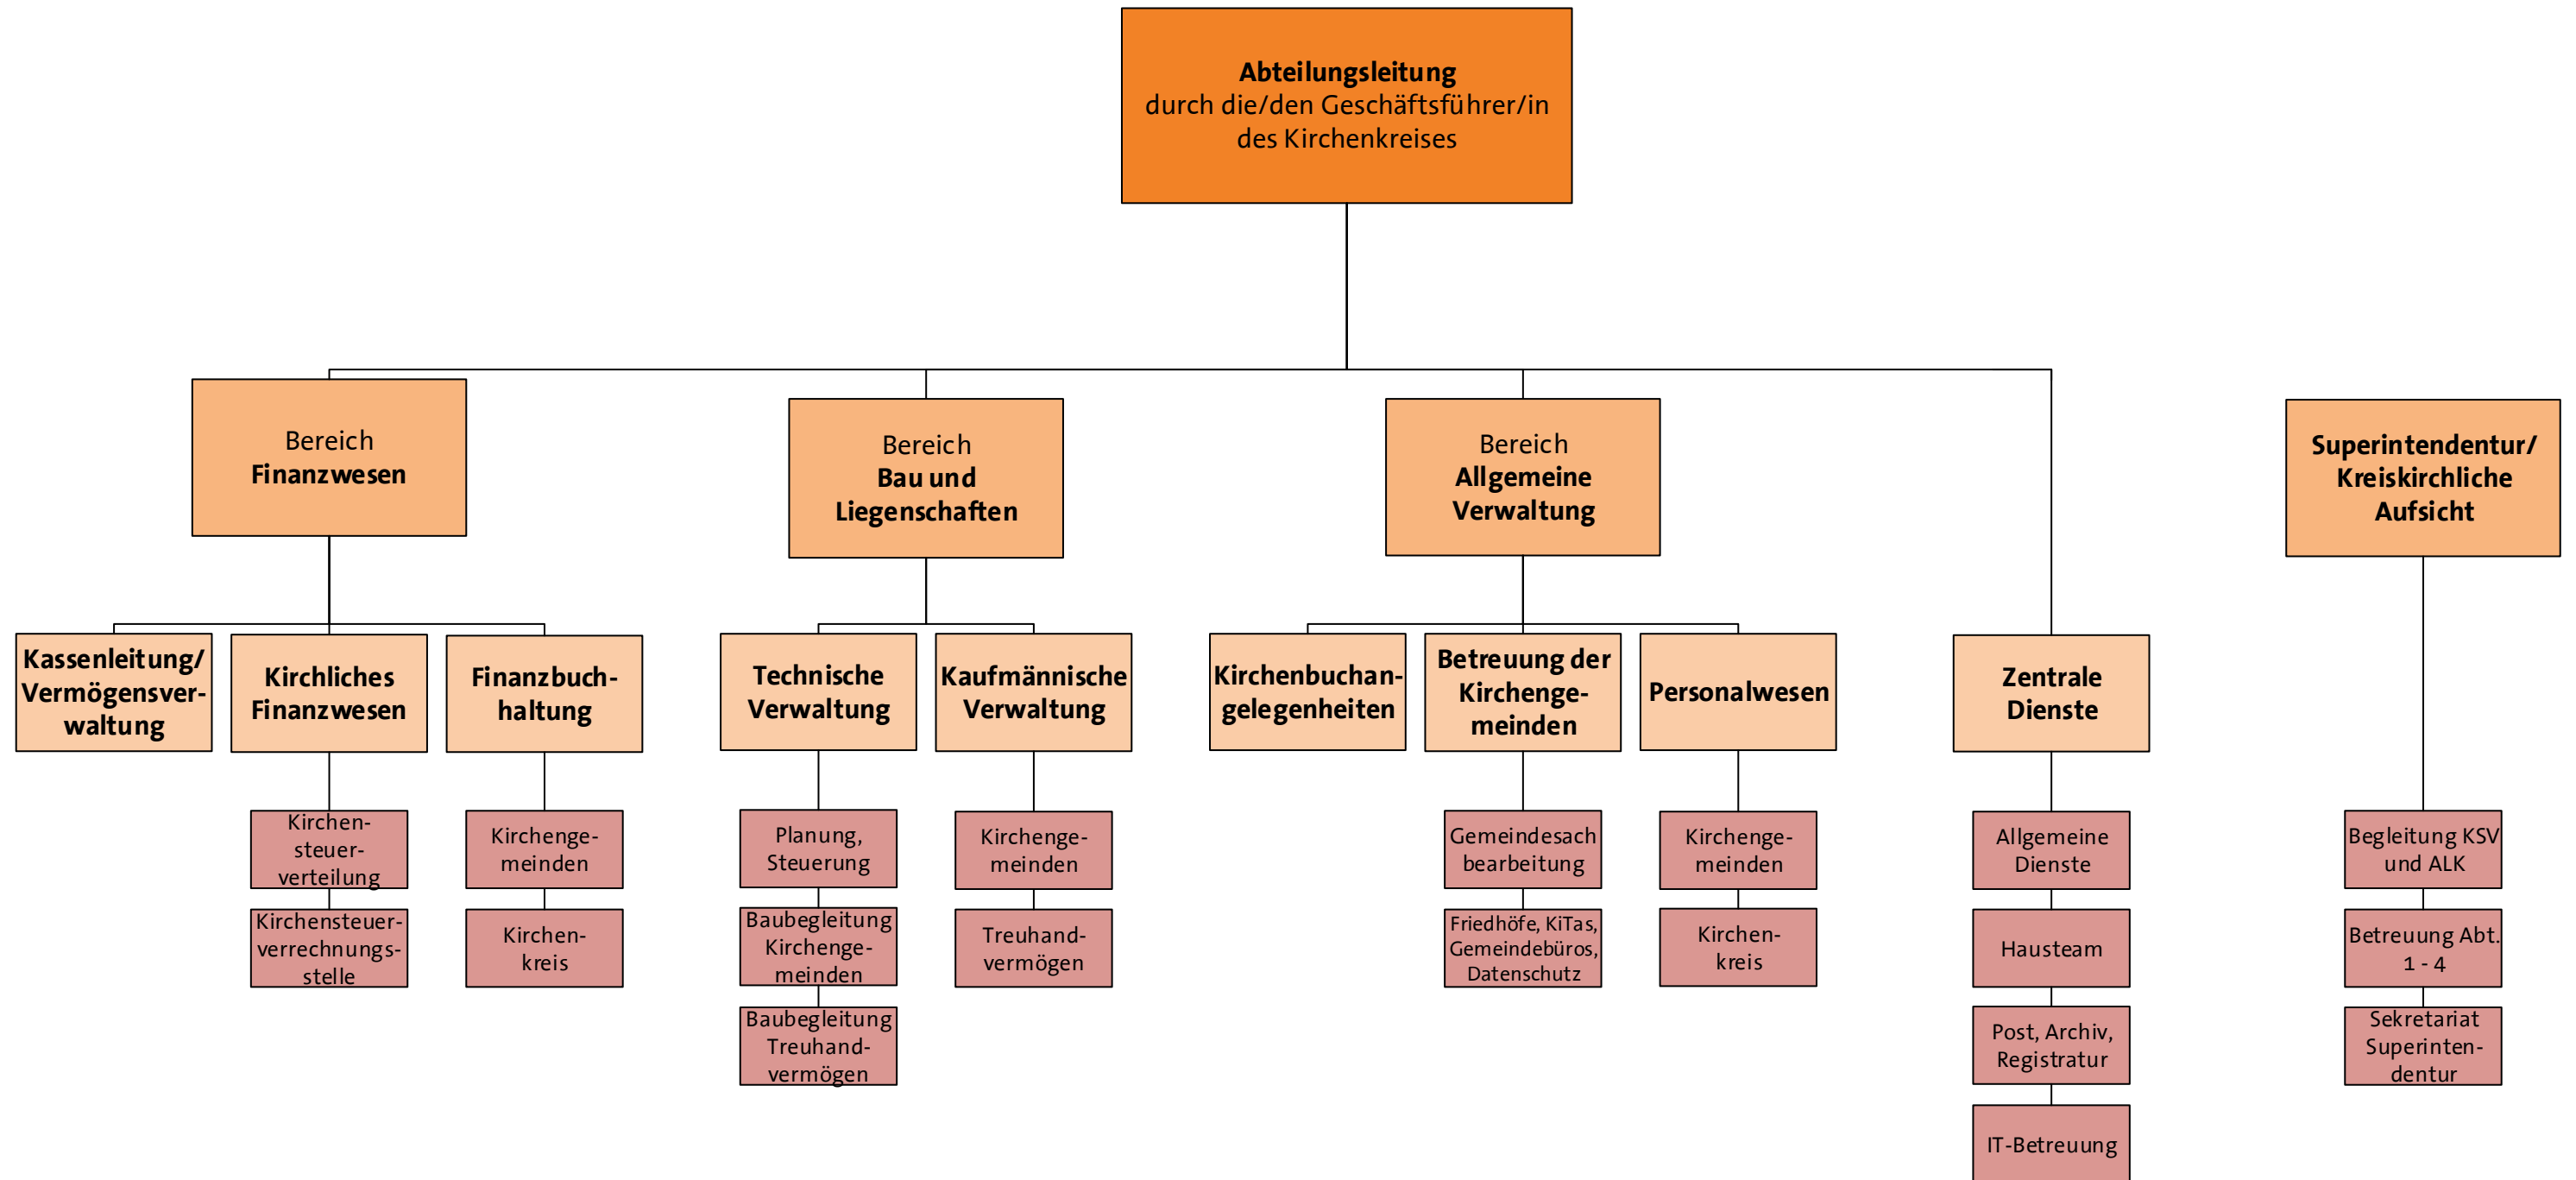 Abteilungsleitung
durch die/den Geschäftsführer/in
des Kirchenkreises
Bereich
Finanzwesen
Bereich
Bau und
Liegenschaften
Bereich
Allgemeine
Verwaltung
Superintendentur/
Kreiskirchliche
Aufsicht
Kassenleitung/
Vermögensver-
waltung
Kirchliches
Finanzwesen
Finanzbuch-
haltung
Technische
Verwaltung
Kaufmännische
Verwaltung
Kirchenbuchan-
gelegenheiten
Betreuung der
Kirchenge-
meinden
Personalwesen
Zentrale
Dienste
Kirchen-
steuer-
verteilung
Kirchenge-
meinden
Planung,
Steuerung
Kirchenge-
meinden
Gemeindesach
bearbeitung
Kirchenge-
meinden
Allgemeine
Dienste
Begleitung KSV
und ALK
Kirchensteuer-
verrechnungs-
stelle
Kirchen-
kreis
Baubegleitung
Kirchenge-
meinden
Treuhand-
vermögen
Friedhöfe, KiTas,
Gemeindebüros,
Datenschutz
Kirchen-
kreis
Hausteam
Betreuung Abt.
1 - 4
Baubegleitung
Treuhand-
vermögen
Post, Archiv,
Registratur
Sekretariat
Superinten-
dentur
IT-Betreuung